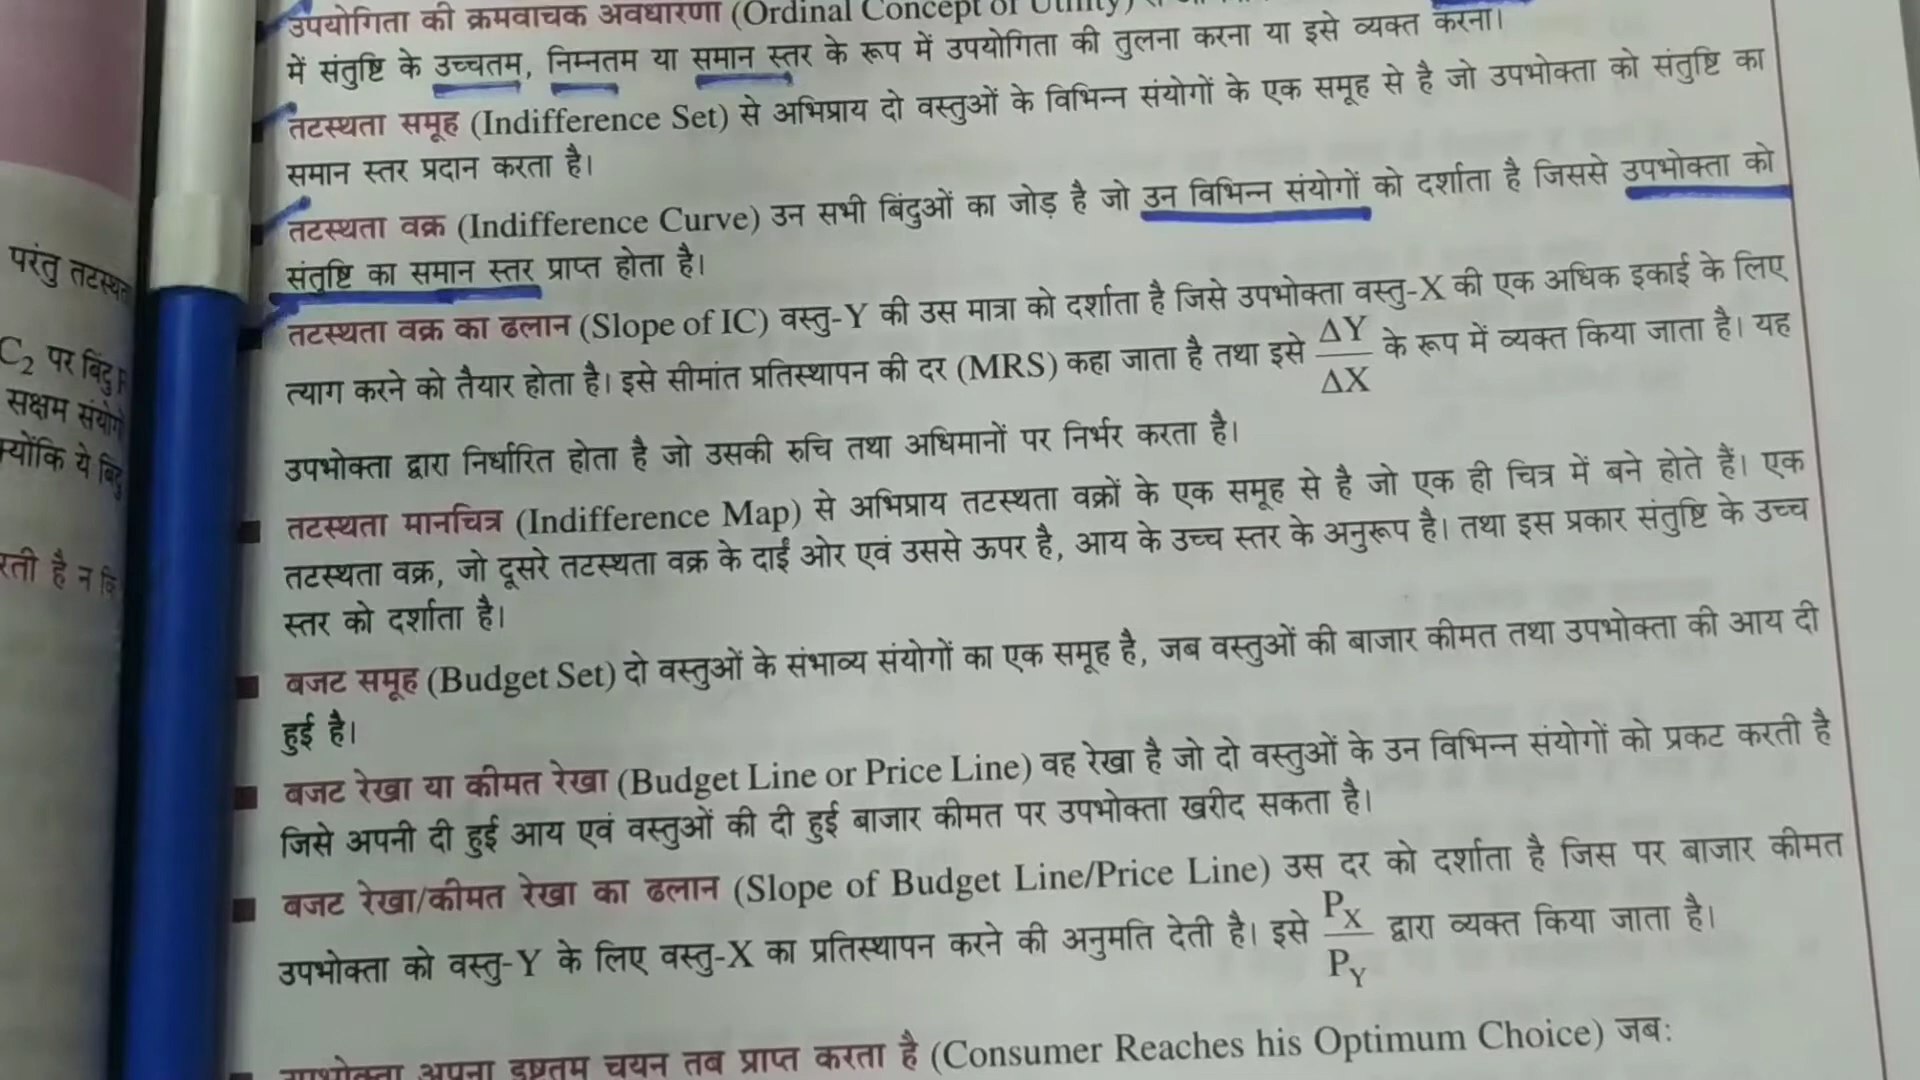 उपयोगिता की क्रमवाचक अवधारणा (Ordinal Concept of Utility)
में संतुष्टि के उच्चतम, निम्नतम या समान स्तर के रूप में उपयोगिता की तुलना करना या इसे व्यक्त करना।
तटस्थता समूह (Indifference Set) से अभिप्राय दो वस्तुओं के विभिन्न संयोगों के एक समूह से है जो उपभोक्ता को संतुष्टि का
समान स्तर प्रदान करता है।
तटस्थता वक्र (Indifference Curve) उन सभी बिंदुओं का जोड़ है जो उन विभिन्न संयोगों को दर्शाता है जिससे उपभोक्ता को
संतुष्टि का समान स्तर प्राप्त होता है।
तटस्थता वक्र का ढलान (Slope of IC) वस्तु-Y की उस मात्रा को दर्शाता है जिसे उपभोक्ता वस्तु-X की एक अधिक इकाई के लिए
त्याग करने को तैयार होता है। इसे सीमांत प्रतिस्थापन की दर (MRS) कहा जाता है तथा इसे ΔY/ΔX के रूप में व्यक्त किया जाता है। यह
उपभोक्ता द्वारा निर्धारित होता है जो उसकी रुचि तथा अधिमानों पर निर्भर करता है।
तटस्थता मानचित्र (Indifference Map) से अभिप्राय तटस्थता वक्रों के एक समूह से है जो एक ही चित्र में बने होते हैं। एक
तटस्थता वक्र, जो दूसरे तटस्थता वक्र के दाईं ओर एवं उससे ऊपर है, आय के उच्च स्तर के अनुरूप है। तथा इस प्रकार संतुष्टि के उच्च
स्तर को दर्शाता है।
बजट समूह (Budget Set) दो वस्तुओं के संभाव्य संयोगों का एक समूह है, जब वस्तुओं की बाजार कीमत तथा उपभोक्ता की आय दी
हुई है।
बजट रेखा या कीमत रेखा (Budget Line or Price Line) वह रेखा है जो दो वस्तुओं के उन विभिन्न संयोगों को प्रकट करती है
जिसे अपनी दी हुई आय एवं वस्तुओं की दी हुई बाजार कीमत पर उपभोक्ता खरीद सकता है।
बजट रेखा/कीमत रेखा का ढलान (Slope of Budget Line/Price Line) उस दर को दर्शाता है जिस पर बाजार कीमत
उपभोक्ता को वस्तु-Y के लिए वस्तु-X का प्रतिस्थापन करने की अनुमति देती है। इसे P_X/P_Y द्वारा व्यक्त किया जाता है।
उपभोक्ता अपना इष्टतम चयन तब प्राप्त करता है (Consumer Reaches his Optimum Choice) जब:
परंतु
C₂ पर बिंदु
सक्षम
क्योंकि ये
है न